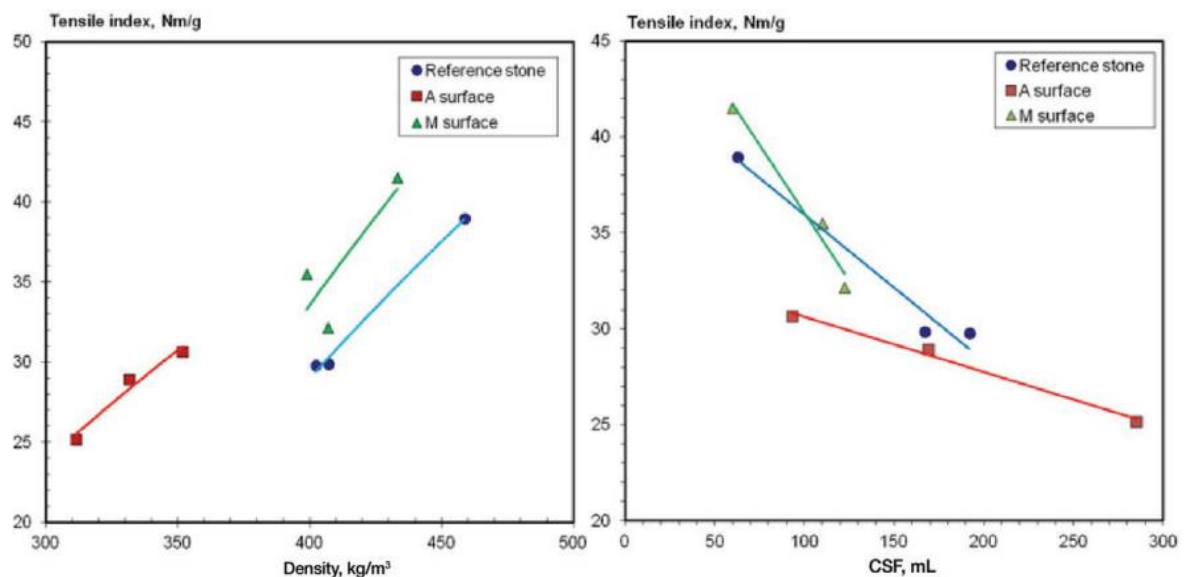 Tensile index, Nm/g
50
45
40
35
30
25
20
Reference stone
A surface
M surface
300
350
400
450
500
Density, kg/m³
Tensile index, Nm/g
45
40
35
30
25
20
Reference stone
A surface
M surface
0
50
100
150
200
250
300
CSF, mL